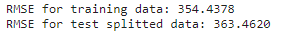 RMSE for training data: 354.4378
RMSE for test splitted data: 363.4620